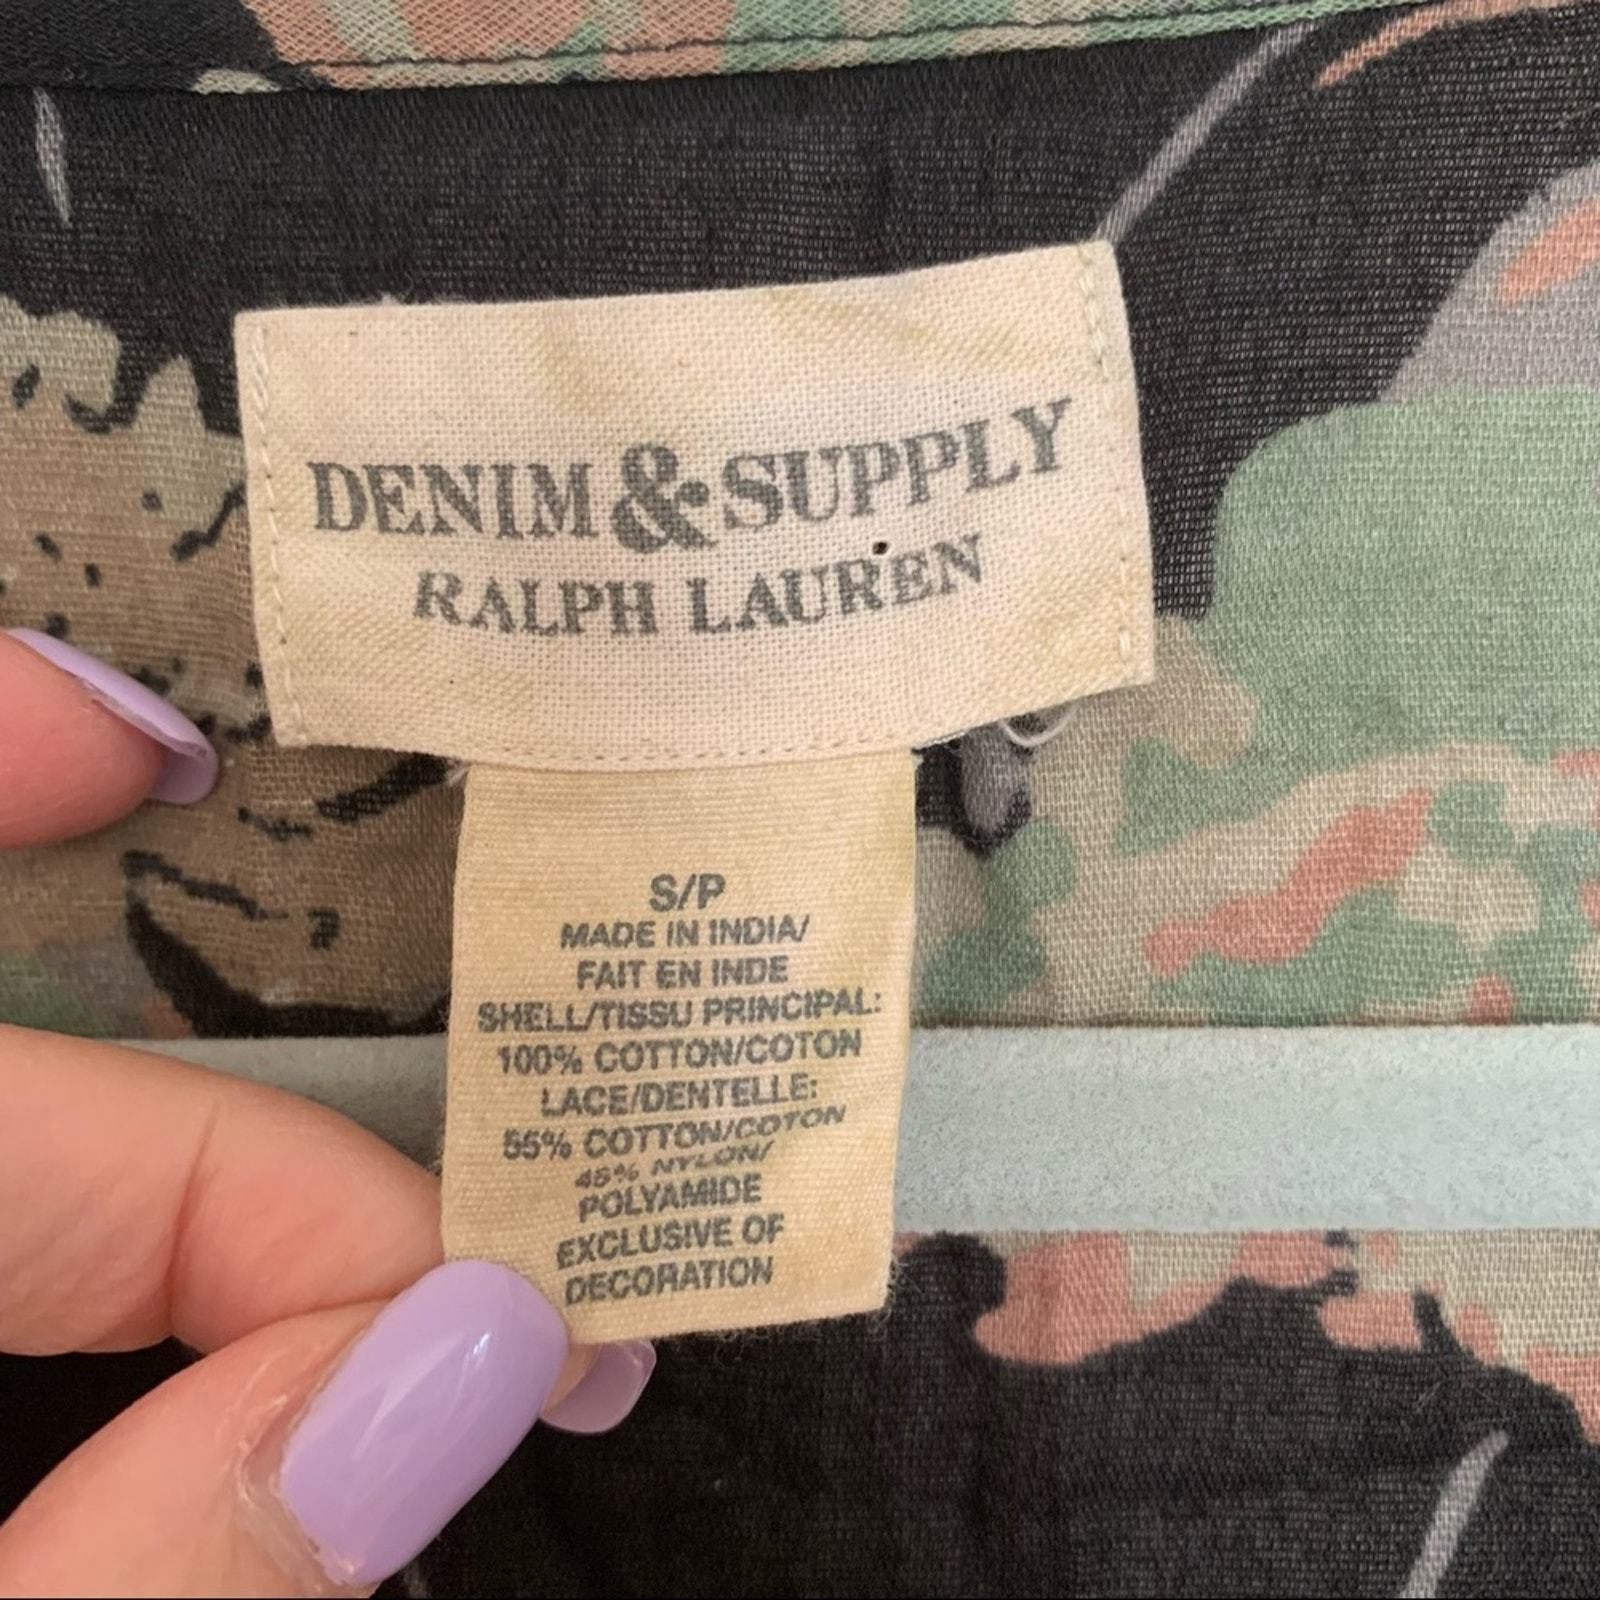 DENIM & SUPPLY
RALPH LAUREN
S/P
MADE IN INDIA/
FAIT EN INDE
SHELL/TISSU PRINCIPAL:
100% COTTON/COTON
LACE/DENTELLE:
55% COTTON/COTON
45% NYLON/
POLYAMIDE
EXCLUSIVE OF
DECORATION